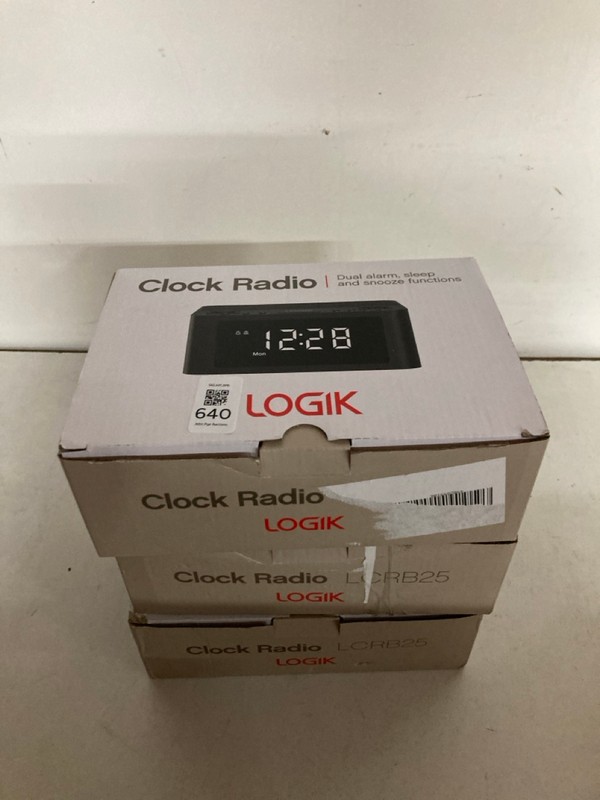 Clock Radio
Dual alarm, sleep
and snooze functions
12:28
Mon
640
LOGIK
Clock Radio
LOGIK
Clock Radio LCRB25
LOGIK
Clock Radio LCRB25
LOGIK